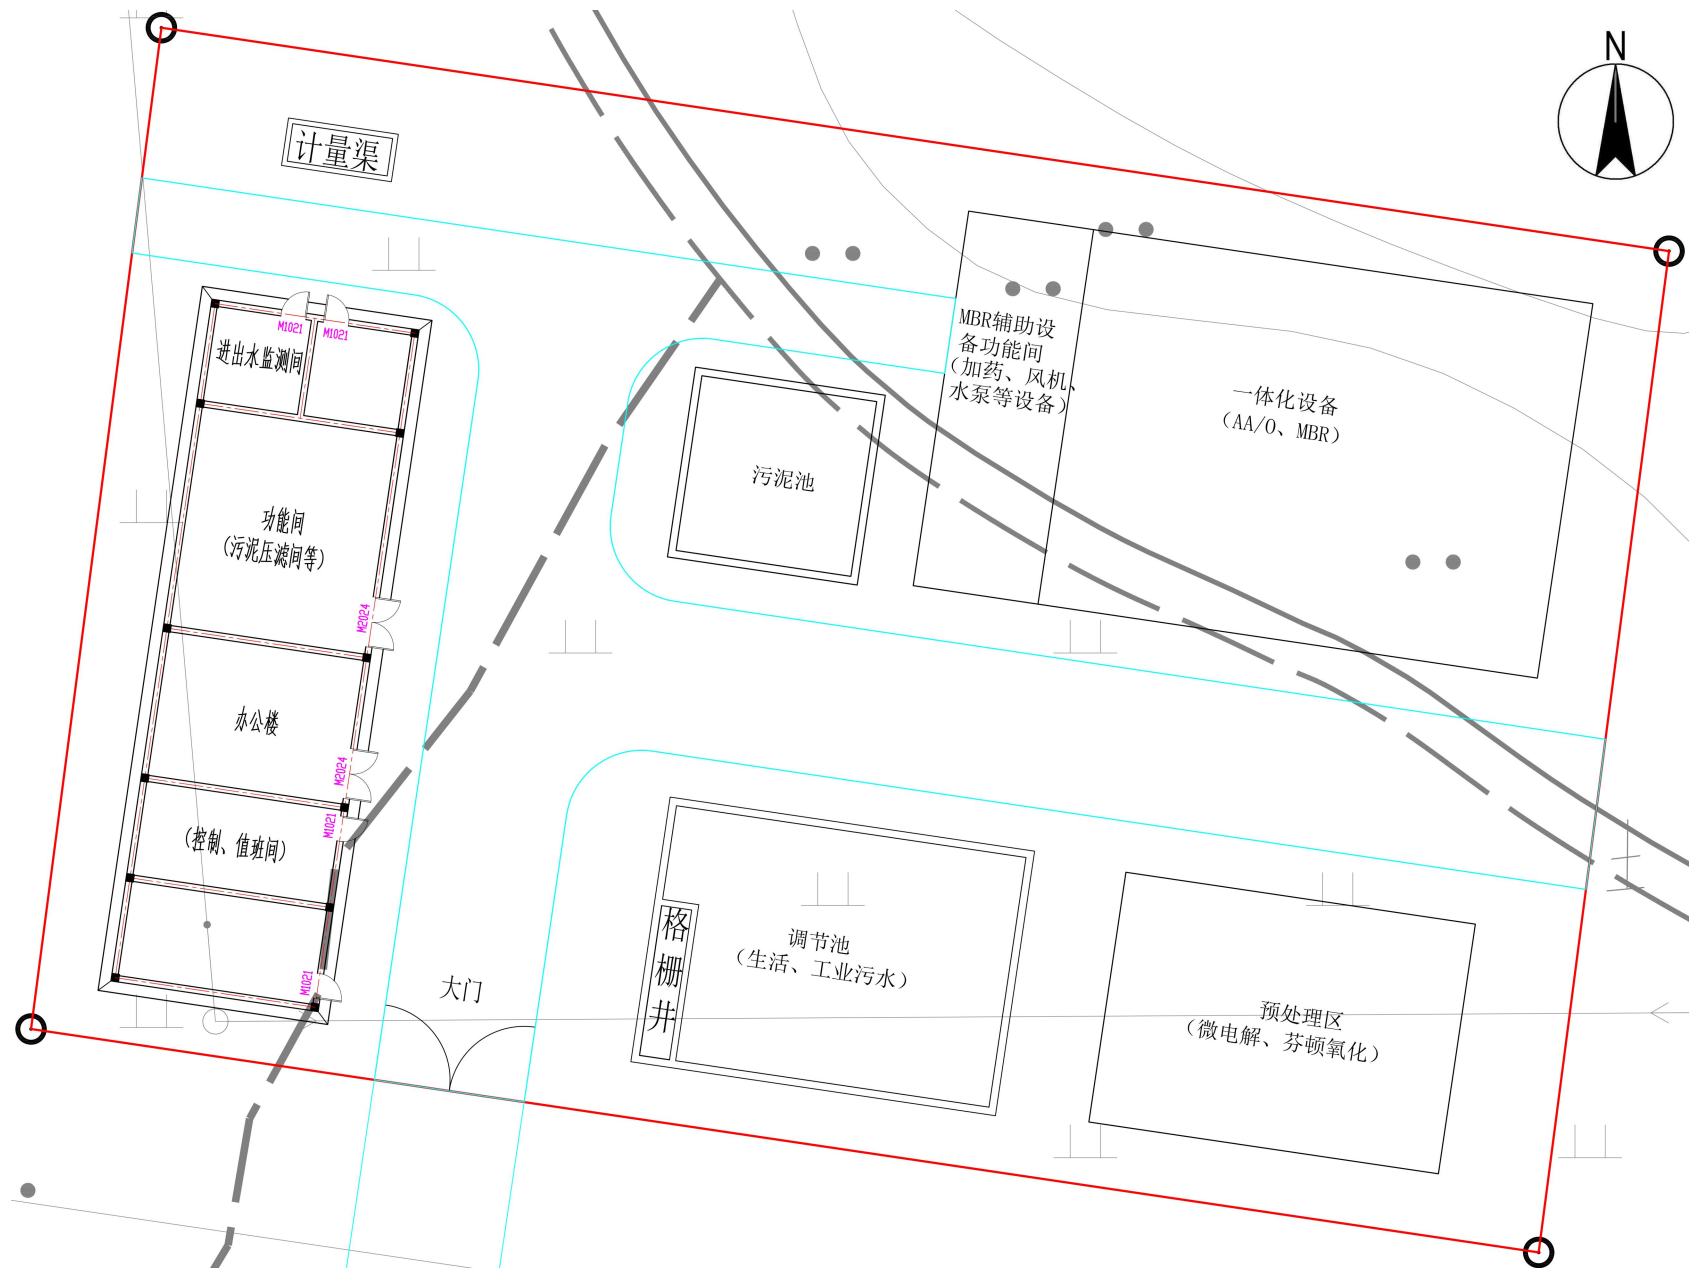 N
计量渠
M1021
M1021
进出水监测间
MBR辅助设
备功能间
（加药、风机、
水泵等设备）
一体化设备
（AA/O、MBR）
污泥池
功能间
（污泥压滤间等）
M2024
办公楼
M2024
M1021
（控制、值班间）
格栅井
调节池
（生活、工业污水）
大门
M1021
预处理区
（微电解、芬顿氧化）